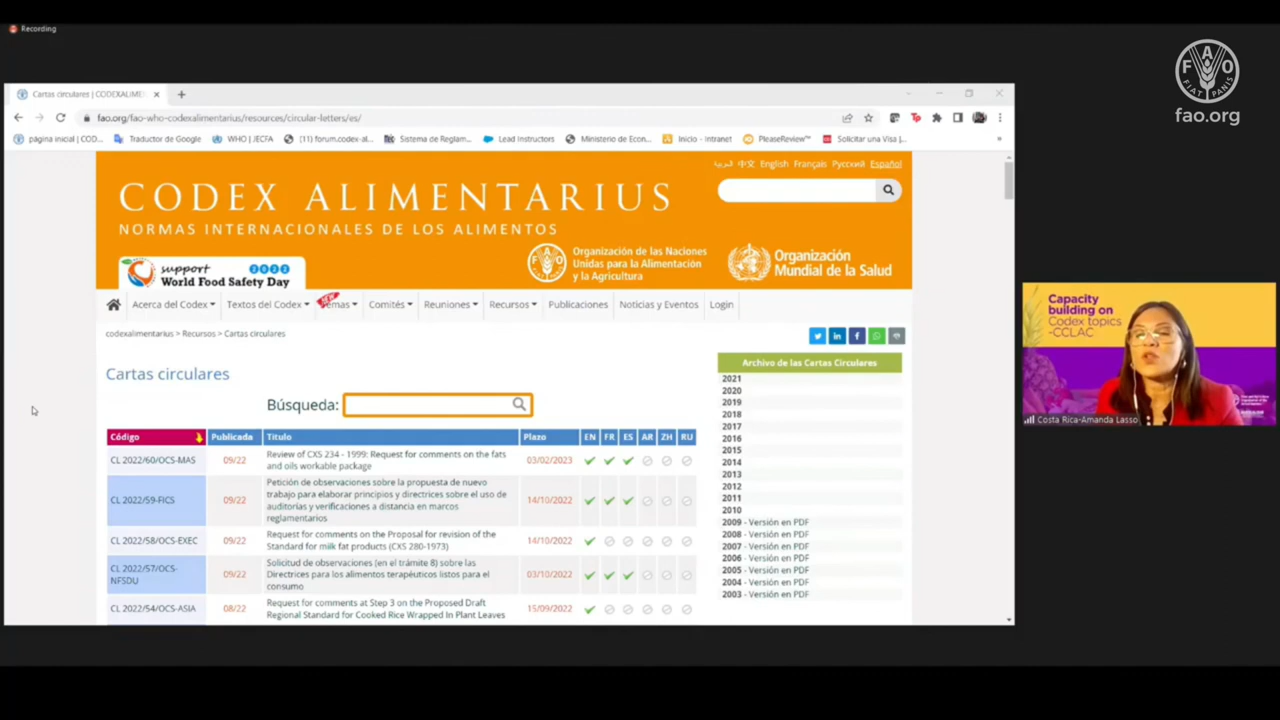 Recording
FAO
FIAT PANIS
fao.org
Cartas circulares | CODEXALIMEN
fao.org/fao-who-codexalimentarius/resources/circular-letters/es/
página inicial | COD...
Traductor de Google
WHO | JECFA
(11) forum.codex-al...
Sistema de Reglam...
Lead Instructors
Ministerio de Econ...
Inicio - Intranet
PleaseReview™
Solicitar una Visa |...
»
العربية 中文 English Français Русский Español
CODEX ALIMENTARIUS
NORMAS INTERNACIONALES DE LOS ALIMENTOS
support 2022
World Food Safety Day
Organización de las Naciones
Unidas para la Alimentación
y la Agricultura
Organización
Mundial de la Salud
Acerca del Codex
Textos del Codex
NEW
Temas
Comités
Reuniones
Recursos
Publicaciones
Noticias y Eventos
Login
codexalimentarius > Recursos > Cartas circulares
Cartas circulares
Búsqueda:
Código Publicada Titulo Plazo EN FR ES AR ZH RU
CL 2022/60/OCS-MAS 09/22 Review of CXS 234 - 1999: Request for comments on the fats 03/02/2023
and oils workable package
CL 2022/59-FICS 09/22 Petición de observaciones sobre la propuesta de nuevo 14/10/2022
trabajo para elaborar principios y directrices sobre el uso de
auditorías y verificaciones a distancia en marcos
reglamentarios
CL 2022/58/OCS-EXEC 09/22 Request for comments on the Proposal for revision of the 14/10/2022
Standard for milk fat products (CXS 280-1973)
CL 2022/57/OCS-
NFSDU 09/22 Solicitud de observaciones (en el trámite 8) sobre las 03/10/2022
Directrices para los alimentos terapéuticos listos para el
consumo
CL 2022/54/OCS-ASIA 08/22 Request for comments at Step 3 on the Proposed Draft 15/09/2022
Regional Standard for Cooked Rice Wrapped In Plant Leaves
Archivo de las Cartas Circulares
2021
2020
2019
2018
2017
2016
2015
2014
2013
2012
2011
2010
2009 - Versión en PDF
2008 - Versión en PDF
2007 - Versión en PDF
2006 - Versión en PDF
2005 - Versión en PDF
2004 - Versión en PDF
2003 - Versión en PDF
Capacity
building on
Codex topics
-CCLAC
Costa Rica-Amanda Lasso